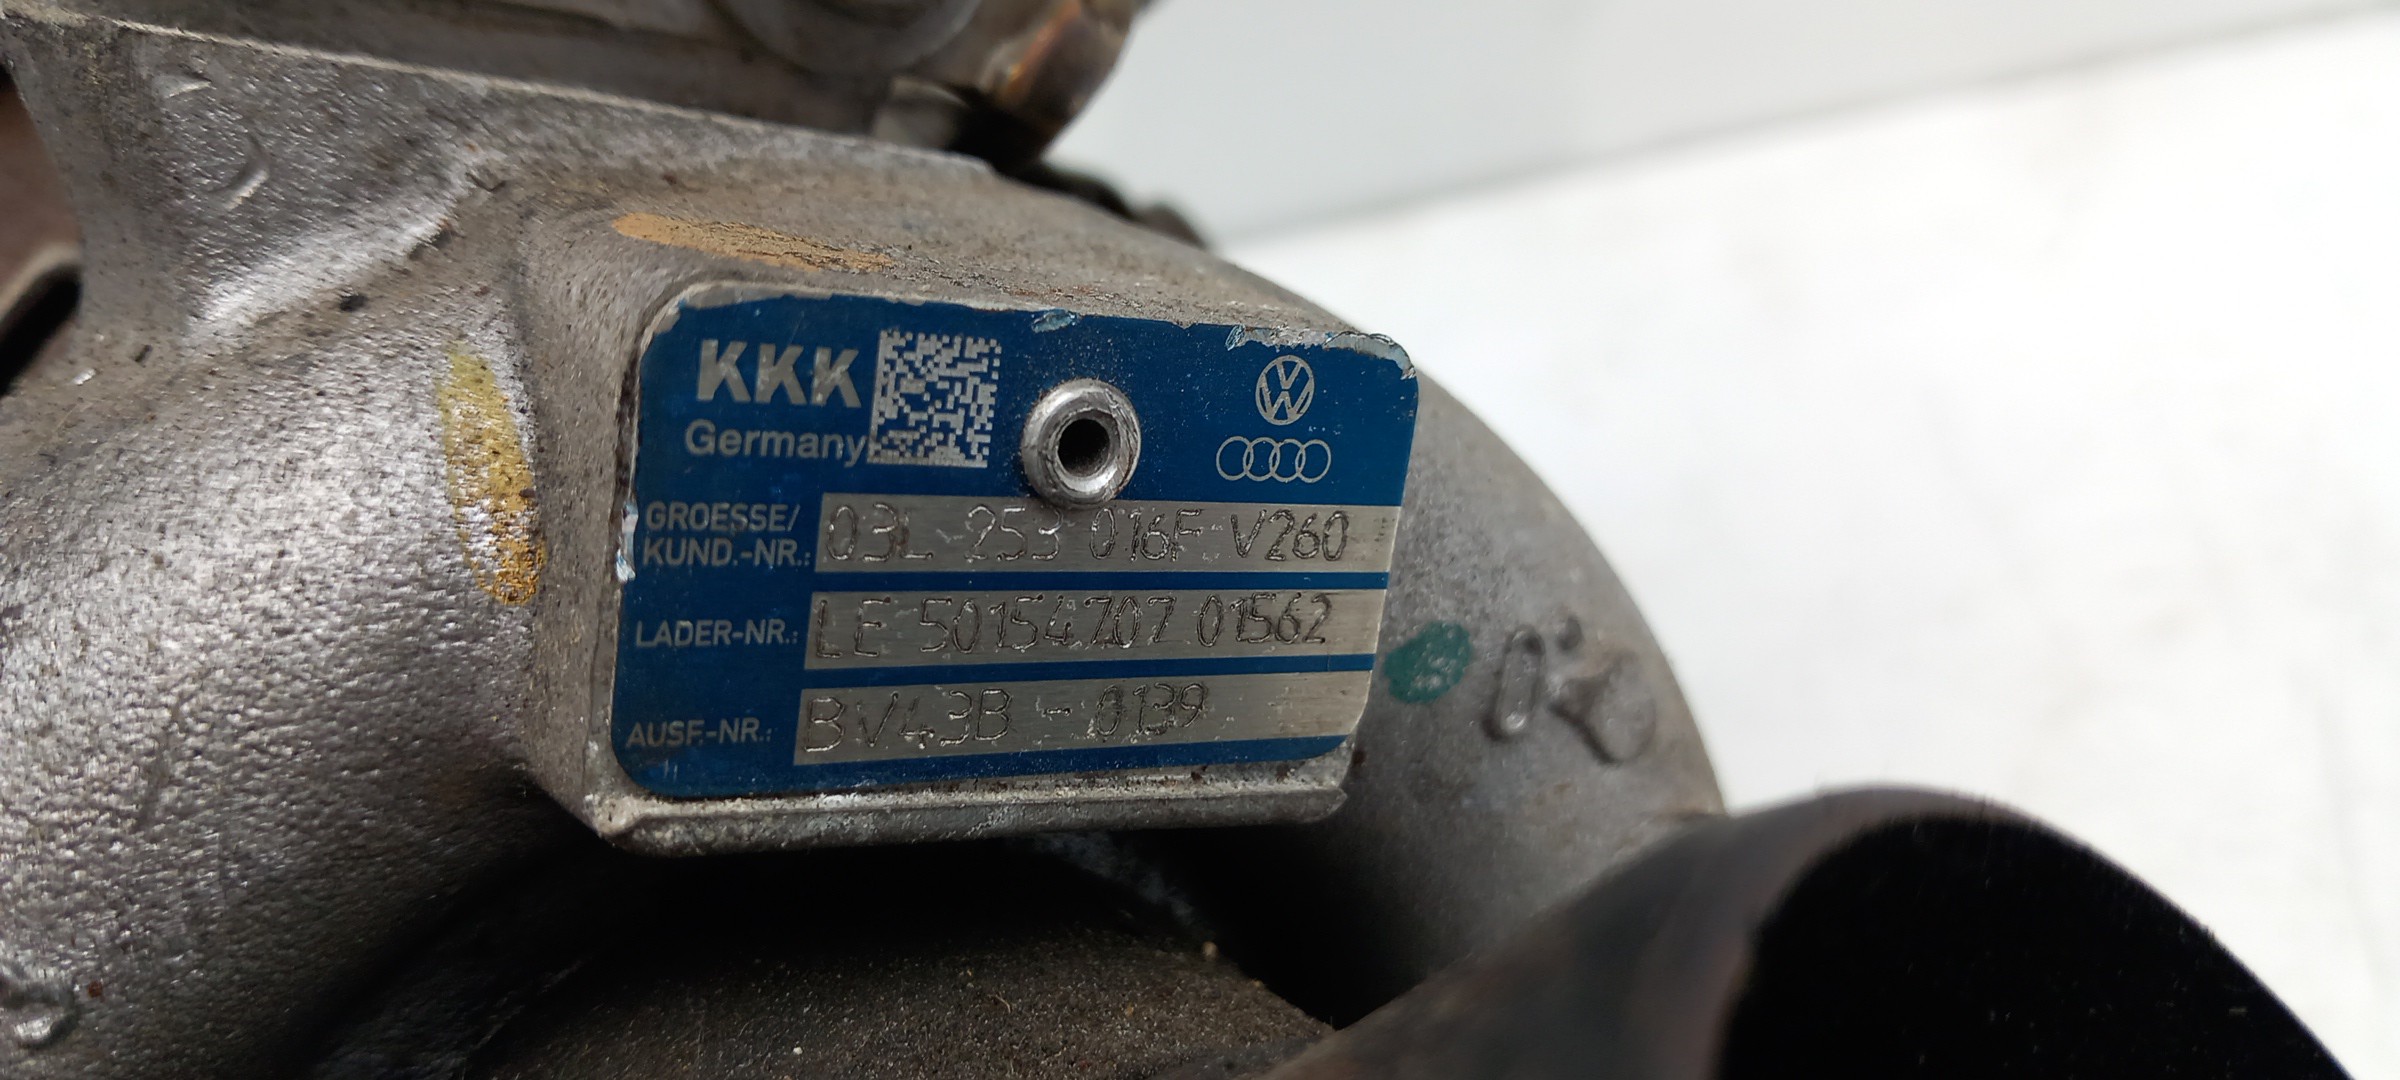 KKK
Germany
GROESSE/
KUND.-NR.: 03L 253 016F V260
LADER-NR.: LE 50154707 01562
AUSF.-NR.: BV43B - 0139